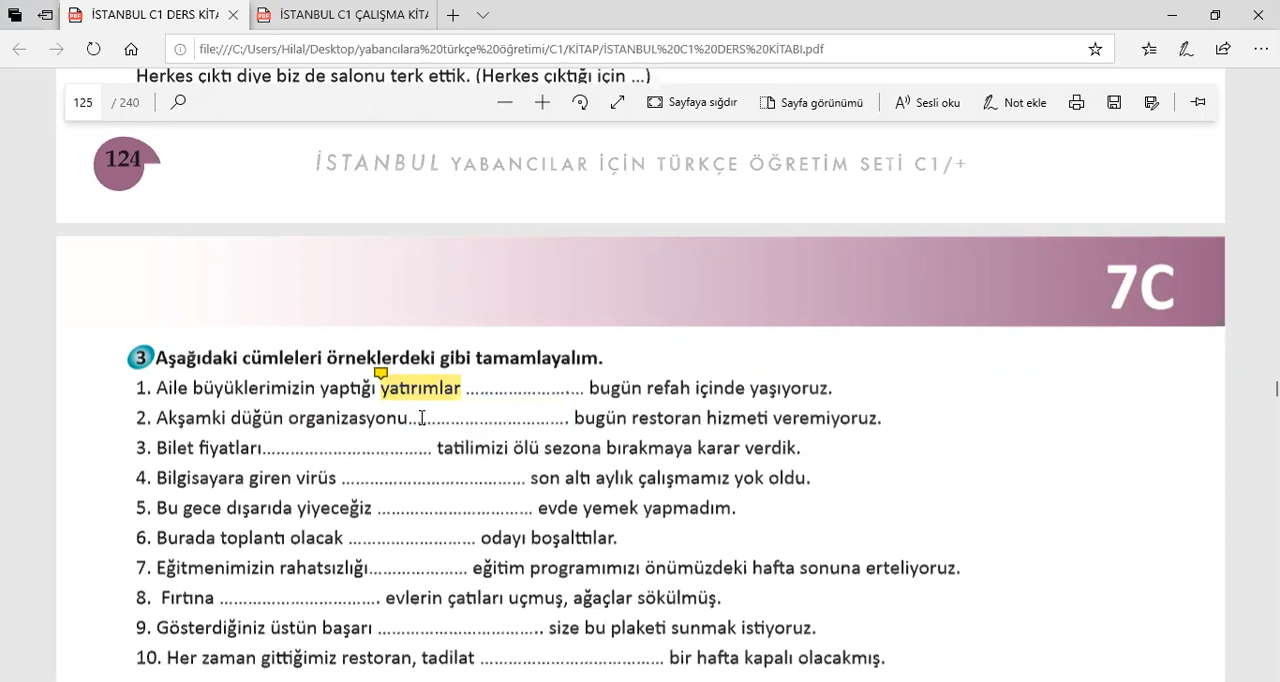 İSTANBUL C1 DERS KİTA
İSTANBUL C1 ÇALIŞMA KİTA
file:///C:/Users/Hilal/Desktop/yabancılara%20türkçe%20öğretimi/C1/KİTAP/İSTANBUL%20C1%20DERS%20KİTABI.pdf
Herkes çıktı diye biz de salonu terk ettik. (Herkes çıktığı için ...)
125 / 240 Sayfaya sığdır Sayfa görünümü Sesli oku Not ekle
124 İSTANBUL YABANCILAR İÇİN TÜRKÇE ÖĞRETİM SETİ C1/+
7C
3 Aşağıdaki cümleleri örneklerdeki gibi tamamlayalım.
1. Aile büyüklerimizin yaptığı yatırımlar ........................ bugün refah içinde yaşıyoruz.
2. Akşamki düğün organizasyonu................................. bugün restoran hizmeti veremiyoruz.
3. Bilet fiyatları................................... tatilimizi ölü sezona bırakmaya karar verdik.
4. Bilgisayara giren virüs ...................................... son altı aylık çalışmamız yok oldu.
5. Bu gece dışarıda yiyeceğiz ................................ evde yemek yapmadım.
6. Burada toplantı olacak .......................... odayı boşalttılar.
7. Eğitmenimizin rahatsızlığı.................... eğitim programımızı önümüzdeki hafta sonuna erteliyoruz.
8. Fırtına ................................. evlerin çatıları uçmuş, ağaçlar sökülmüş.
9. Gösterdiğiniz üstün başarı .................................. size bu plaketi sunmak istiyoruz.
10. Her zaman gittiğimiz restoran, tadilat ...................................... bir hafta kapalı olacakmış.